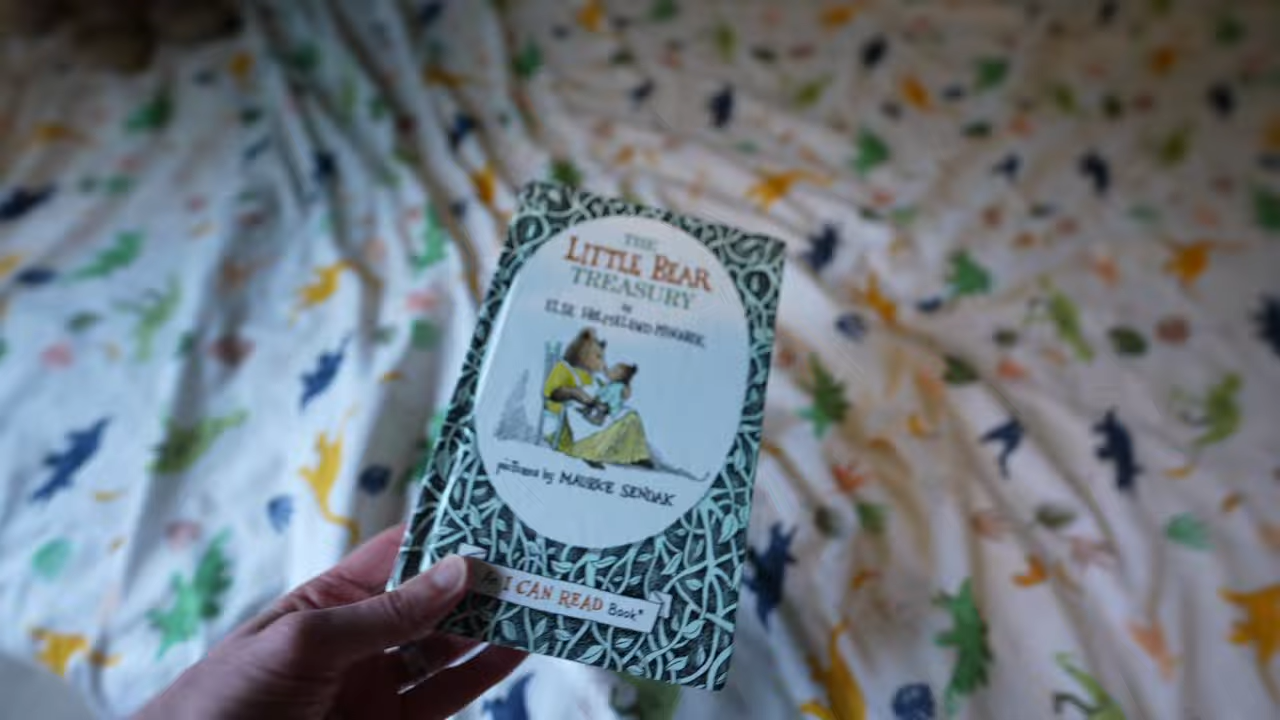 THE
LITTLE BEAR
TREASURY
by
ELSE HOLMELUND MINARIK
pictures by MAURICE SENDAK
An I CAN READ Book®